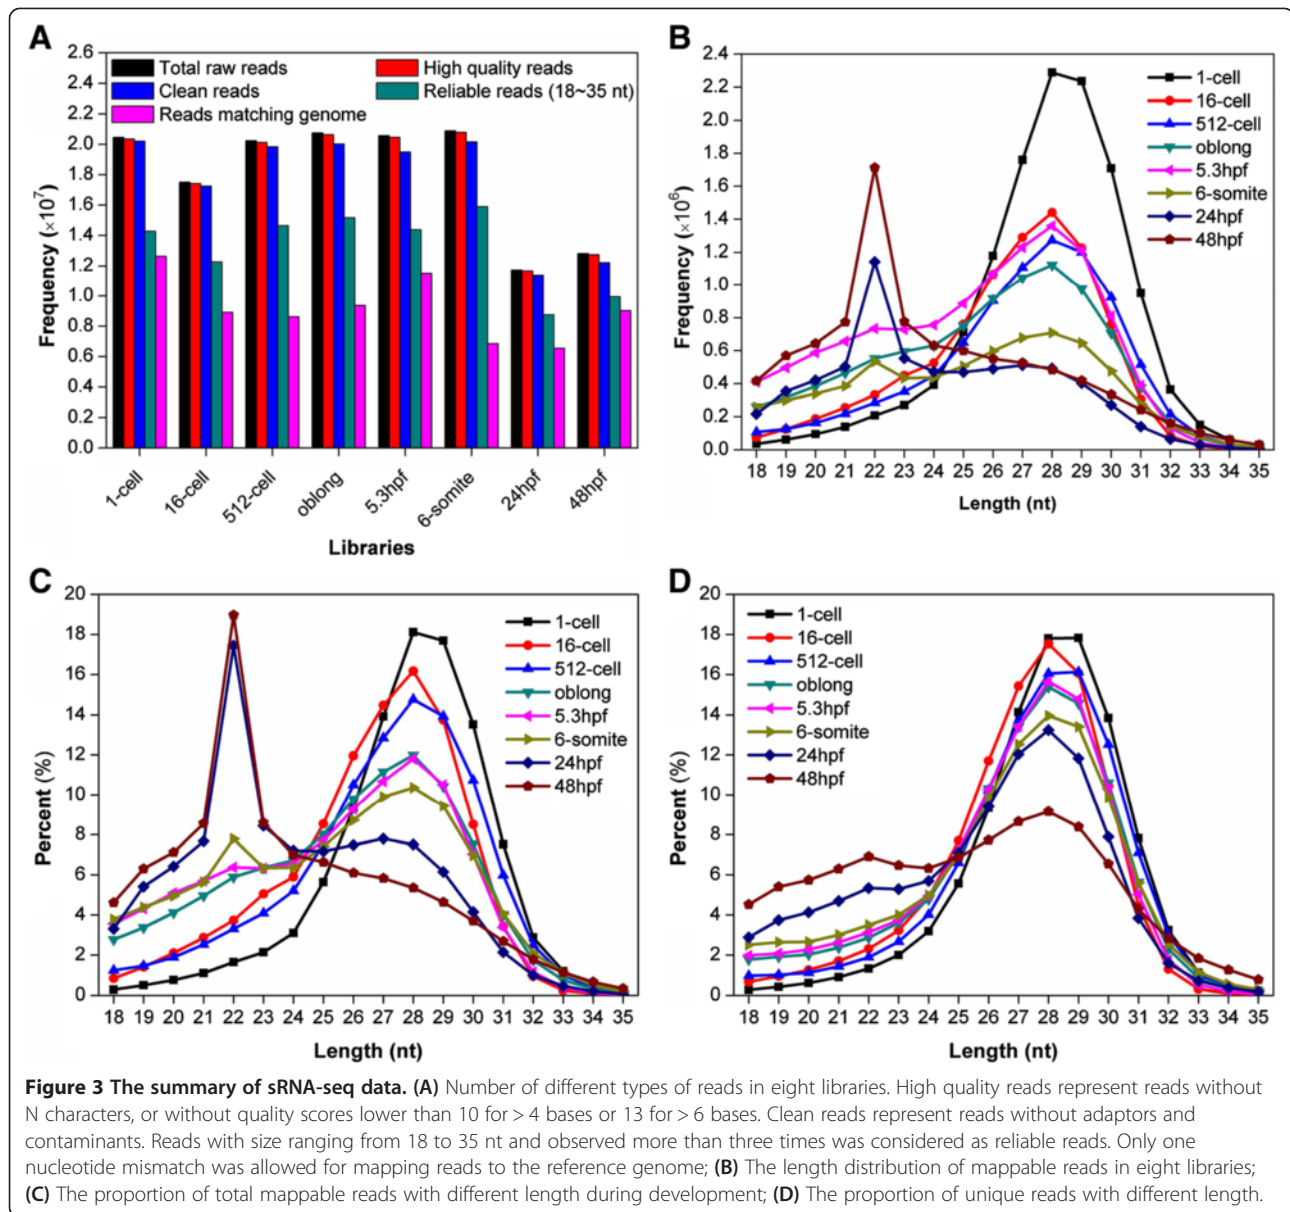 A
2.6
2.4
2.2
2.0
1.8
1.6
1.4
1.2
1.0
0.8
0.6
0.4
0.2
0.0
Frequency (×10⁷)
Total raw reads
High quality reads
Clean reads
Reliable reads (18~35 nt)
Reads matching genome
1-cell
16-cell
512-cell
oblong
5.3hpf
6-somite
24hpf
48hpf
Libraries
B
2.4
2.2
2.0
1.8
1.6
1.4
1.2
1.0
0.8
0.6
0.4
0.2
0.0
Frequency (×10⁶)
1-cell
16-cell
512-cell
oblong
5.3hpf
6-somite
24hpf
48hpf
18 19 20 21 22 23 24 25 26 27 28 29 30 31 32 33 34 35
Length (nt)
C
20
18
16
14
12
10
8
6
4
2
0
Percent (%)
1-cell
16-cell
512-cell
oblong
5.3hpf
6-somite
24hpf
48hpf
18 19 20 21 22 23 24 25 26 27 28 29 30 31 32 33 34 35
Length (nt)
D
20
18
16
14
12
10
8
6
4
2
0
Percent (%)
1-cell
16-cell
512-cell
oblong
5.3hpf
6-somite
24hpf
48hpf
18 19 20 21 22 23 24 25 26 27 28 29 30 31 32 33 34 35
Length (nt)
Figure 3 The summary of sRNA-seq data. (A) Number of different types of reads in eight libraries. High quality reads represent reads without
N characters, or without quality scores lower than 10 for > 4 bases or 13 for > 6 bases. Clean reads represent reads without adaptors and
contaminants. Reads with size ranging from 18 to 35 nt and observed more than three times was considered as reliable reads. Only one
nucleotide mismatch was allowed for mapping reads to the reference genome; (B) The length distribution of mappable reads in eight libraries;
(C) The proportion of total mappable reads with different length during development; (D) The proportion of unique reads with different length.